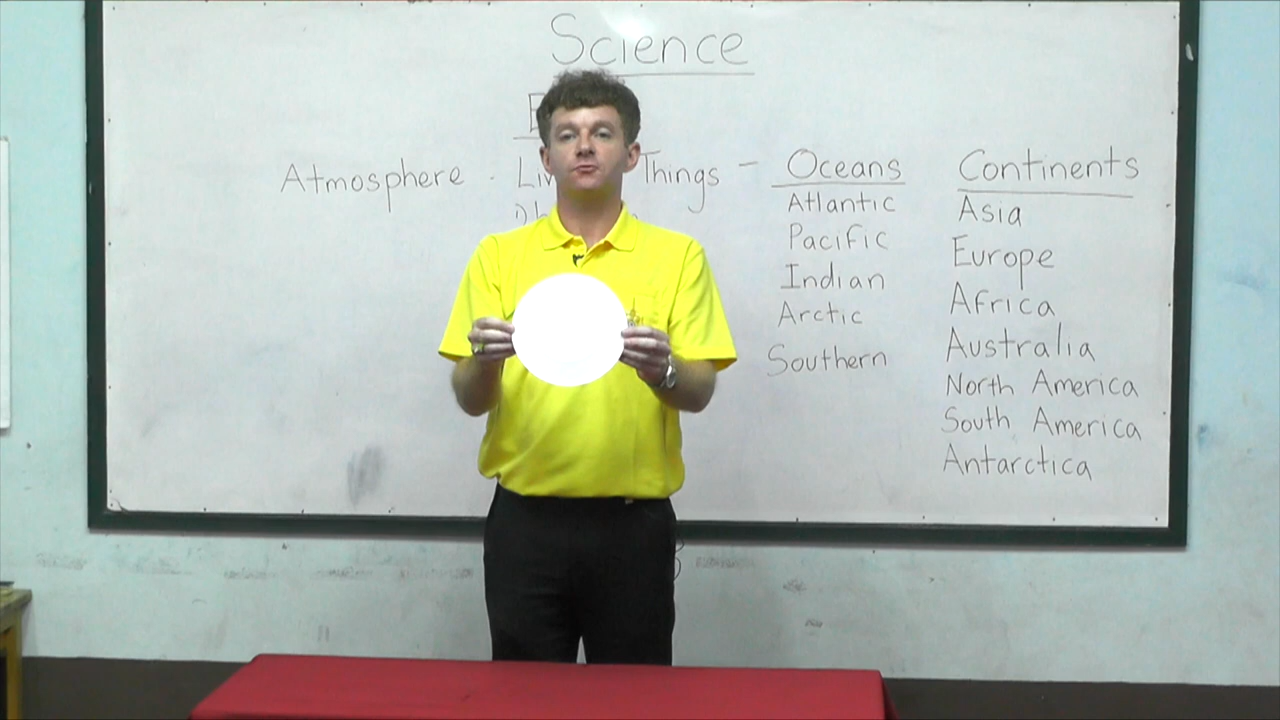 Science
Atmosphere . Things -
Oceans
Atlantic
Pacific
Indian
Arctic
Southern
Continents
Asia
Europe
Africa
Australia
North America
South America
Antarctica